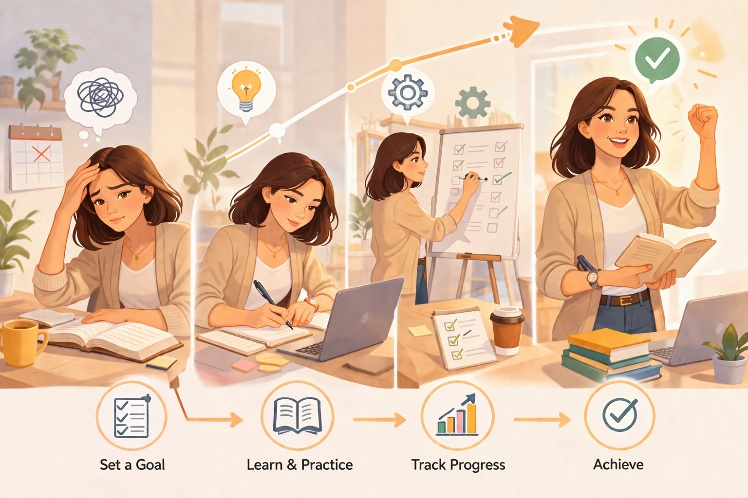 Set a Goal
Learn & Practice
Track Progress
Achieve